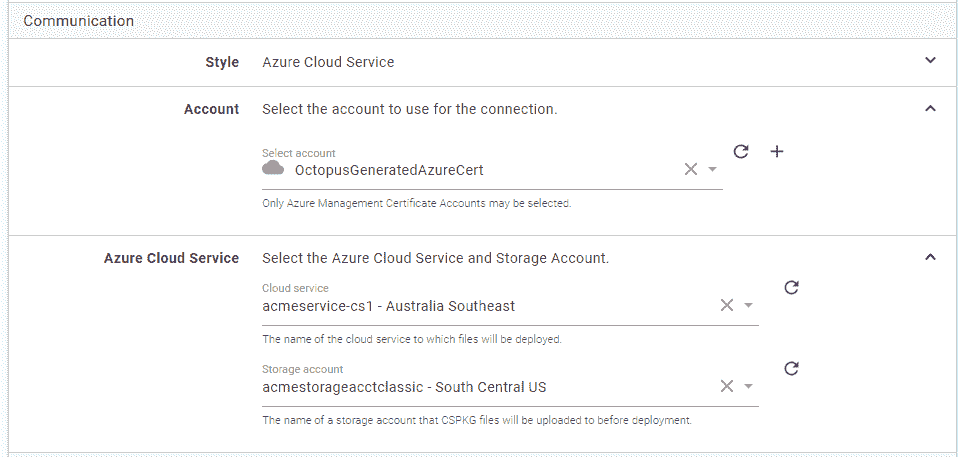 Communication
Style Azure Cloud Service
Account Select the account to use for the connection.
Select account
OctopusGeneratedAzureCert
Only Azure Management Certificate Accounts may be selected.
Azure Cloud Service Select the Azure Cloud Service and Storage Account.
Cloud service
acmeservice-cs1 - Australia Southeast
The name of the cloud service to which files will be deployed.
Storage account
acmestorageacctclassic - South Central US
The name of a storage account that CSPKG files will be uploaded to before deployment.